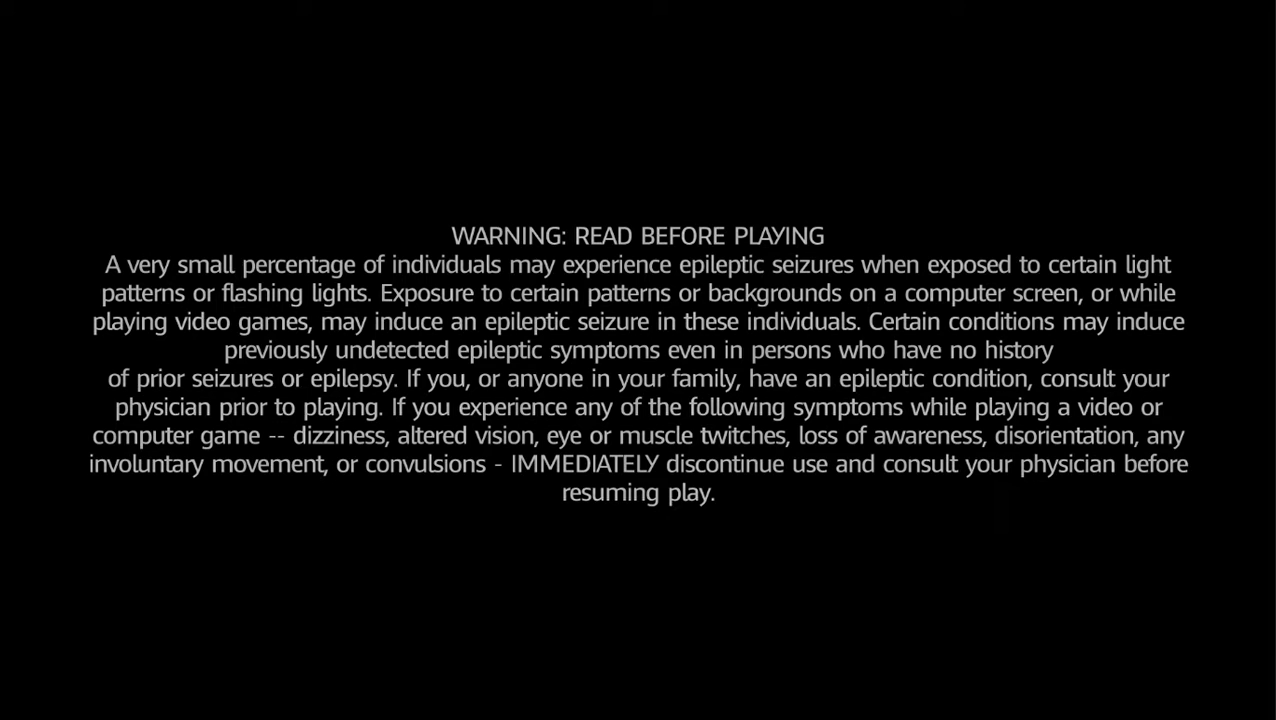 WARNING: READ BEFORE PLAYING
A very small percentage of individuals may experience epileptic seizures when exposed to certain light
patterns or flashing lights. Exposure to certain patterns or backgrounds on a computer screen, or while
playing video games, may induce an epileptic seizure in these individuals. Certain conditions may induce
previously undetected epileptic symptoms even in persons who have no history
of prior seizures or epilepsy. If you, or anyone in your family, have an epileptic condition, consult your
physician prior to playing. If you experience any of the following symptoms while playing a video or
computer game -- dizziness, altered vision, eye or muscle twitches, loss of awareness, disorientation, any
involuntary movement, or convulsions - IMMEDIATELY discontinue use and consult your physician before
resuming play.